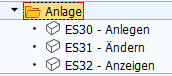 Anlage
ES30 - Anlegen
ES31 - Ändern
ES32 - Anzeigen